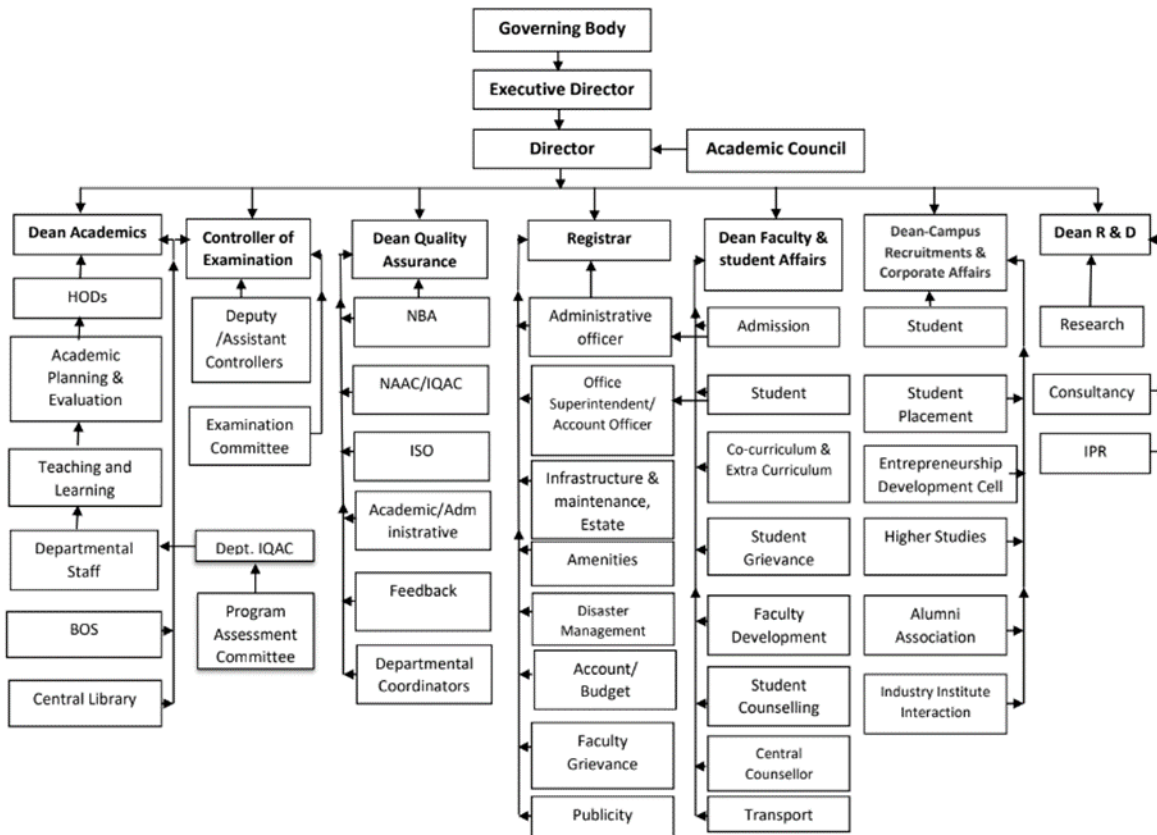 Governing Body
Executive Director
Director
Academic Council
Dean Academics
HODs
Academic
Planning &
Evaluation
Teaching and
Learning
Departmental
Staff
BOS
Central Library
Controller of
Examination
Deputy
/Assistant
Controllers
Examination
Committee
Dept. IQAC
Program
Assessment
Committee
Dean Quality
Assurance
NBA
NAAC/IQAC
ISO
Academic/Adm
inistrative
Feedback
Departmental
Coordinators
Registrar
Administrative
officer
Office
Superintendent/
Account Officer
Infrastructure &
maintenance,
Estate
Amenities
Disaster
Management
Account/
Budget
Faculty
Grievance
Publicity
Dean Faculty &
student Affairs
Admission
Student
Co-curriculum &
Extra Curriculum
Student
Grievance
Faculty
Development
Student
Counselling
Central
Counsellor
Transport
Dean-Campus
Recruitments &
Corporate Affairs
Student
Student
Placement
Entrepreneurship
Development Cell
Higher Studies
Alumni
Association
Industry Institute
Interaction
Dean R & D
Research
Consultancy
IPR